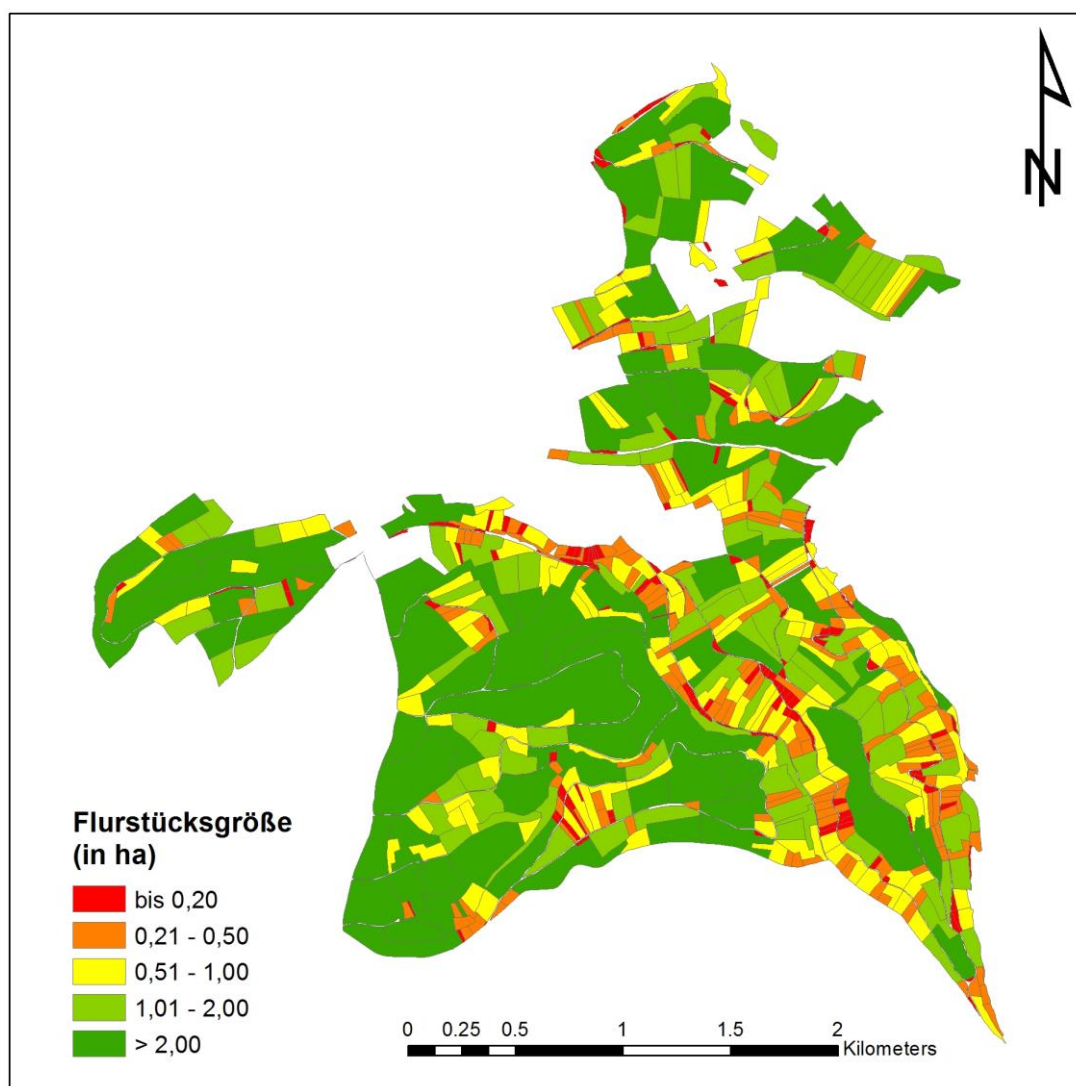 N
Flurstücksgröße
(in ha)
bis 0,20
0,21 - 0,50
0,51 - 1,00
1,01 - 2,00
> 2,00
0 0.25 0.5 1 1.5 2
Kilometers